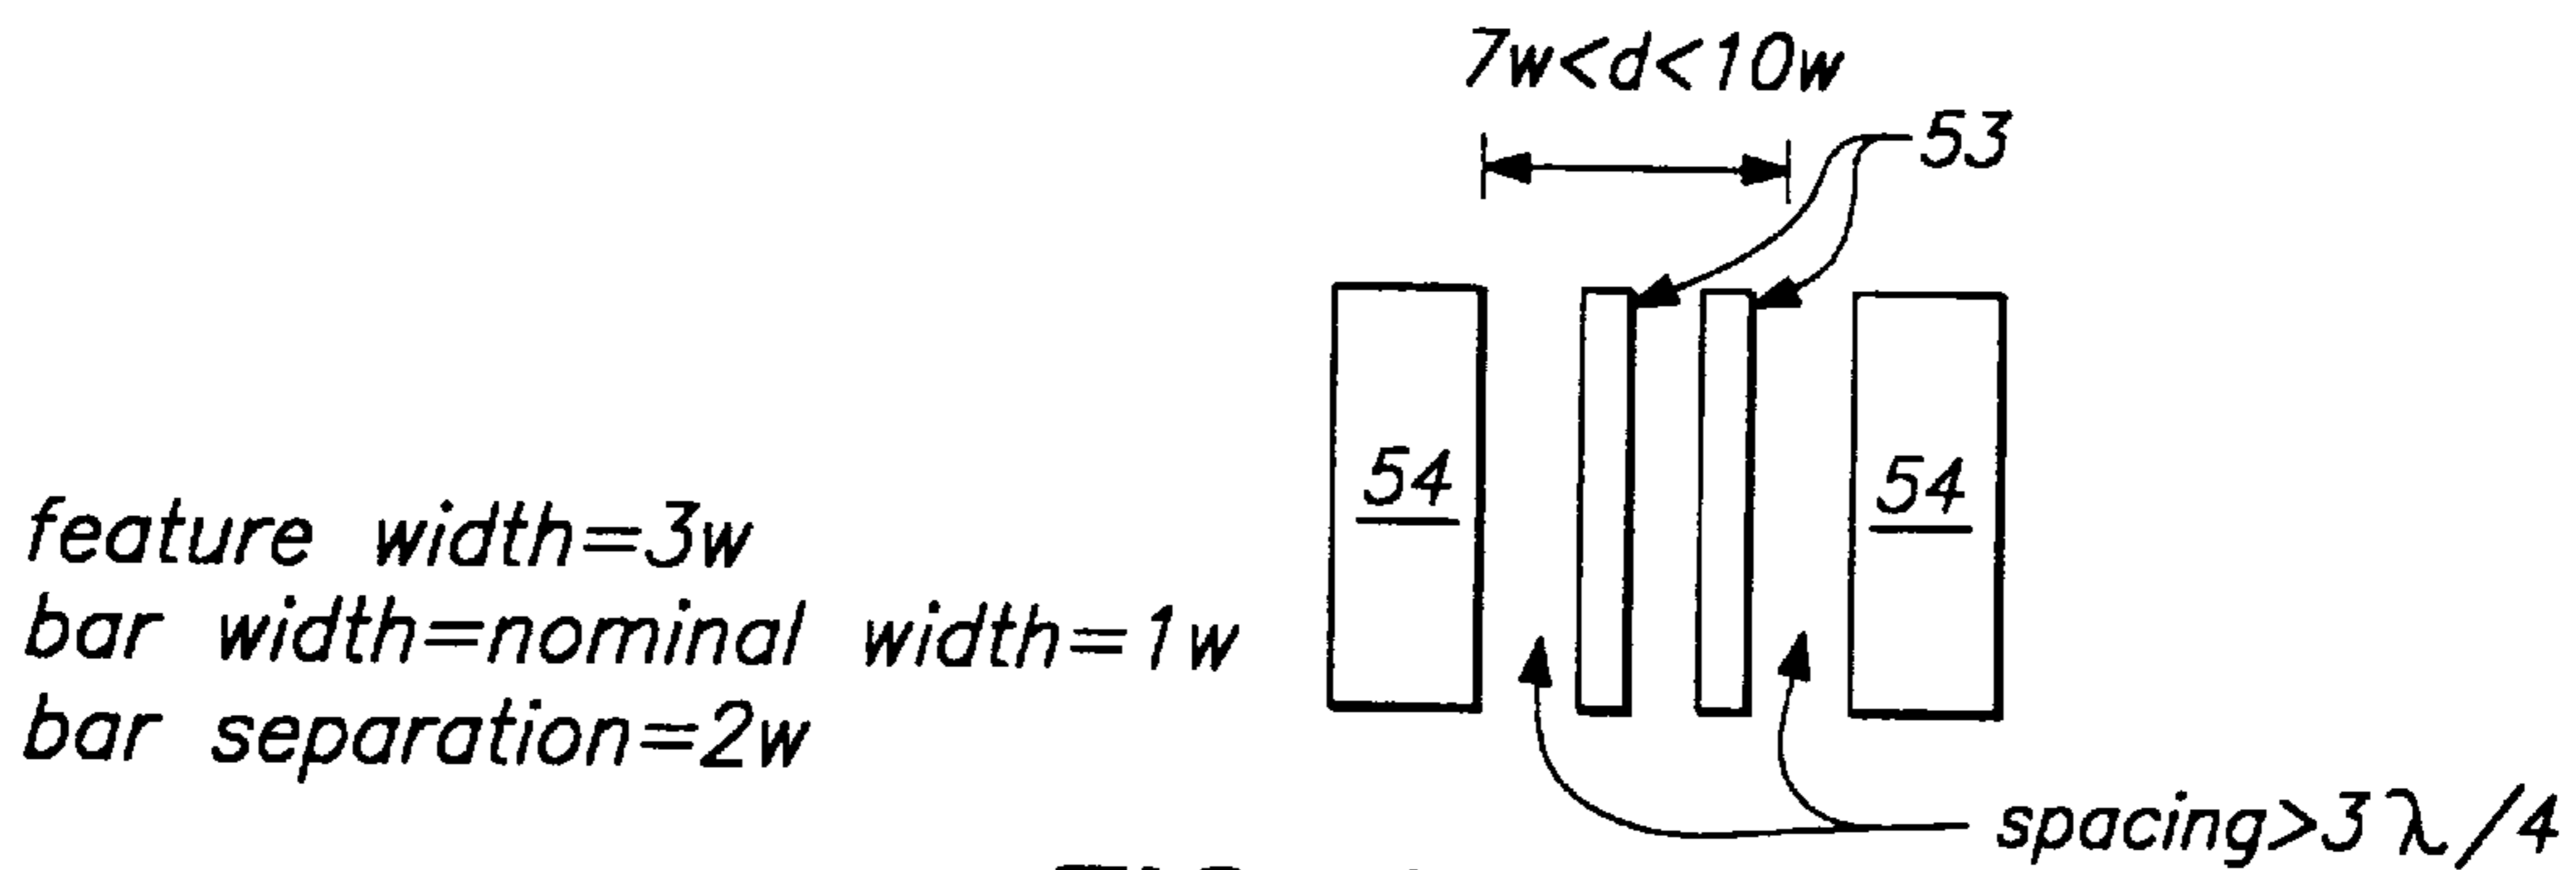 7w<d<10w
53
54
54
feature width=3w
bar width=nominal width=1w
bar separation=2w
spacing>3λ/4